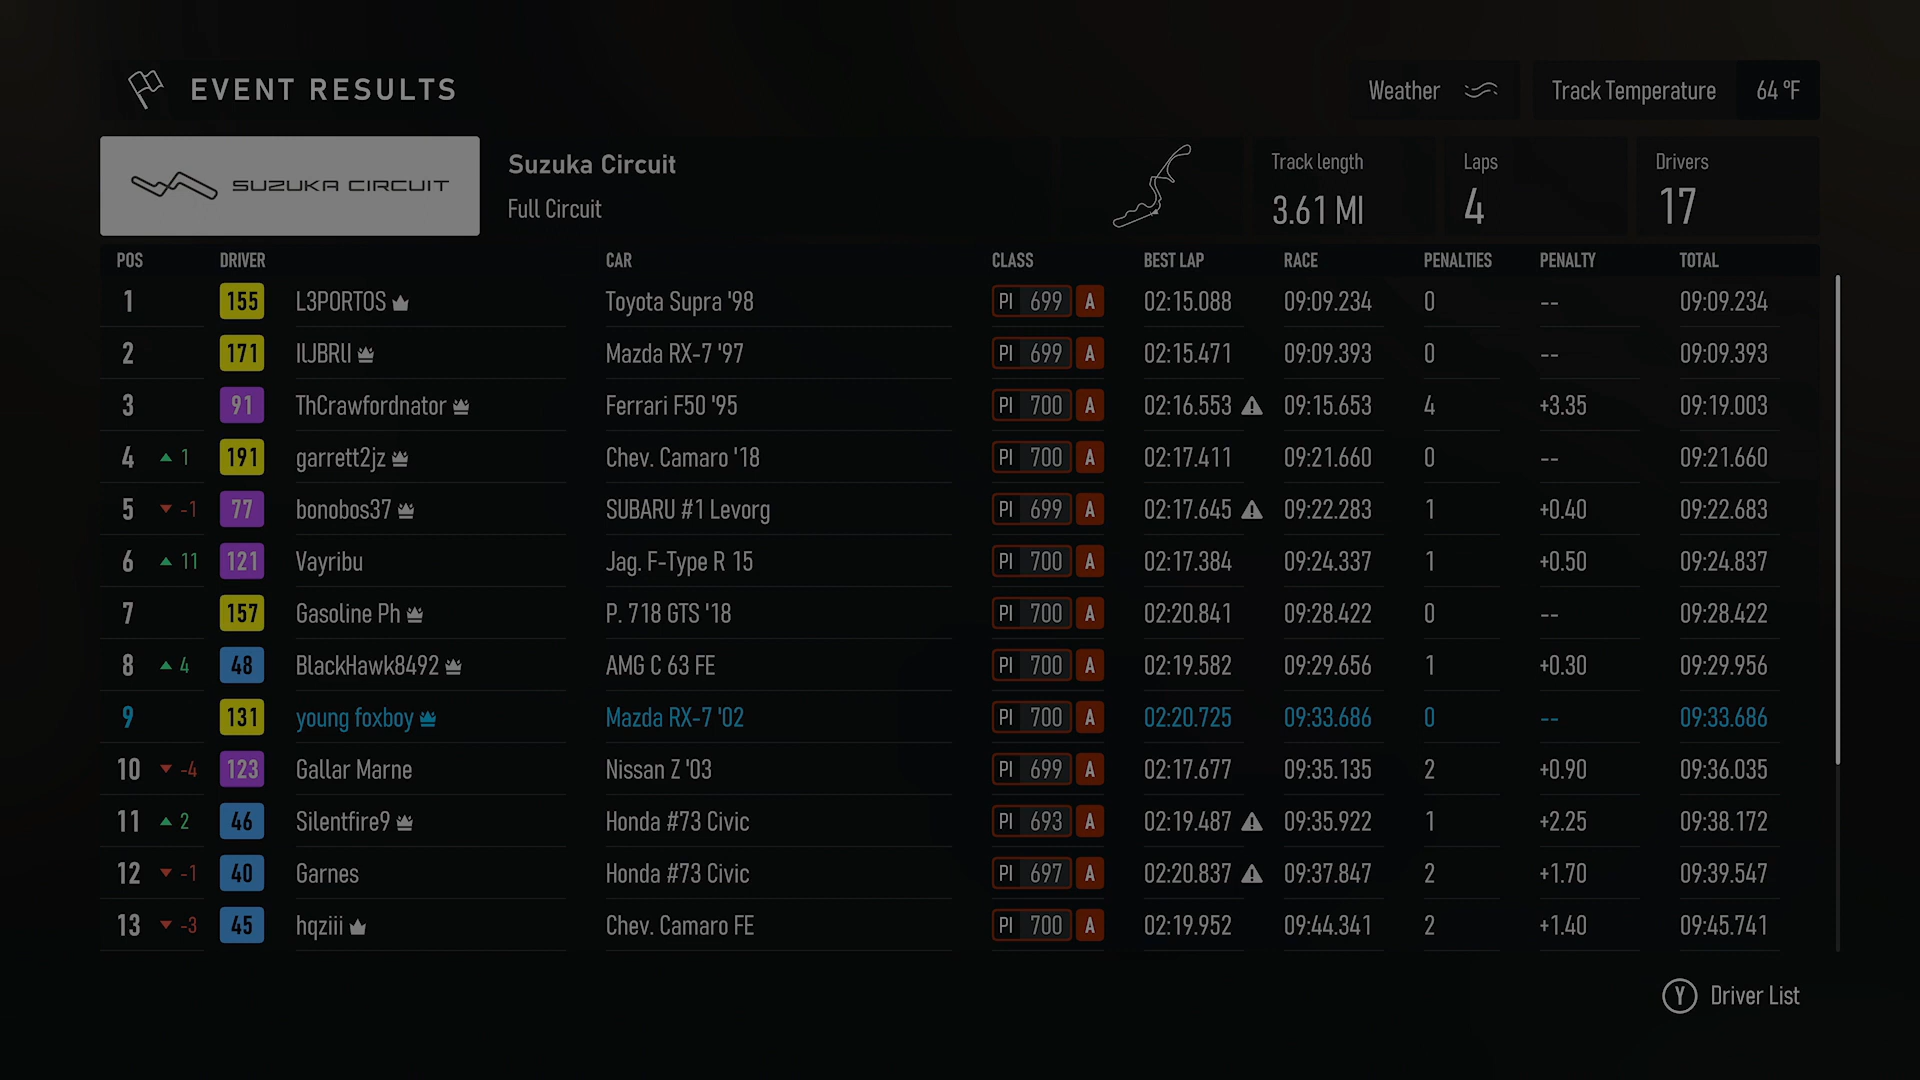 EVENT RESULTS
Weather Track Temperature 64 °F
SUZUKA CIRCUIT
Suzuka Circuit
Full Circuit
Track length
3.61 MI
Laps
4
Drivers
17
POS DRIVER CAR CLASS BEST LAP RACE PENALTIES PENALTY TOTAL
1 155 L3PORTOS Toyota Supra '98 PI 699 A 02:15.088 09:09.234 0 -- 09:09.234
2 171 IlJBRlI Mazda RX-7 '97 PI 699 A 02:15.471 09:09.393 0 -- 09:09.393
3 91 ThCrawfordnator Ferrari F50 '95 PI 700 A 02:16.553 09:15.653 4 +3.35 09:19.003
4 1 191 garrett2jz Chev. Camaro '18 PI 700 A 02:17.411 09:21.660 0 -- 09:21.660
5 -1 77 bonobos37 SUBARU #1 Levorg PI 699 A 02:17.645 09:22.283 1 +0.40 09:22.683
6 11 121 Vayribu Jag. F-Type R 15 PI 700 A 02:17.384 09:24.337 1 +0.50 09:24.837
7 157 Gasoline Ph P. 718 GTS '18 PI 700 A 02:20.841 09:28.422 0 -- 09:28.422
8 4 48 BlackHawk8492 AMG C 63 FE PI 700 A 02:19.582 09:29.656 1 +0.30 09:29.956
9 131 young foxboy Mazda RX-7 '02 PI 700 A 02:20.725 09:33.686 0 -- 09:33.686
10 -4 123 Gallar Marne Nissan Z '03 PI 699 A 02:17.677 09:35.135 2 +0.90 09:36.035
11 2 46 Silentfire9 Honda #73 Civic PI 693 A 02:19.487 09:35.922 1 +2.25 09:38.172
12 -1 40 Garnes Honda #73 Civic PI 697 A 02:20.837 09:37.847 2 +1.70 09:39.547
13 -3 45 hqziii Chev. Camaro FE PI 700 A 02:19.952 09:44.341 2 +1.40 09:45.741
Y Driver List